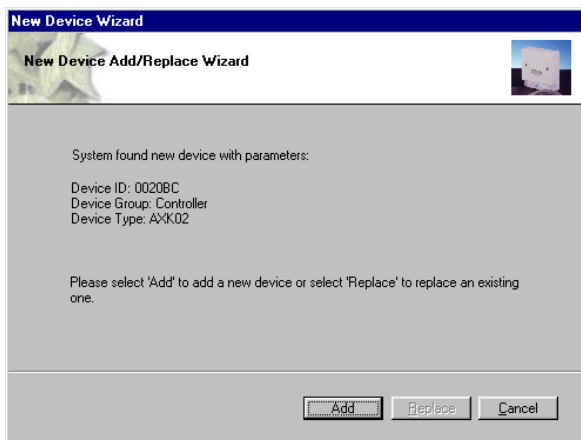 New Device Wizard
New Device Add/Replace Wizard
System found new device with parameters:
Device ID: 0020BC
Device Group: Controller
Device Type: AXK02
Please select 'Add' to add a new device or select 'Replace' to replace an existing
one.
Add
Replace
Cancel